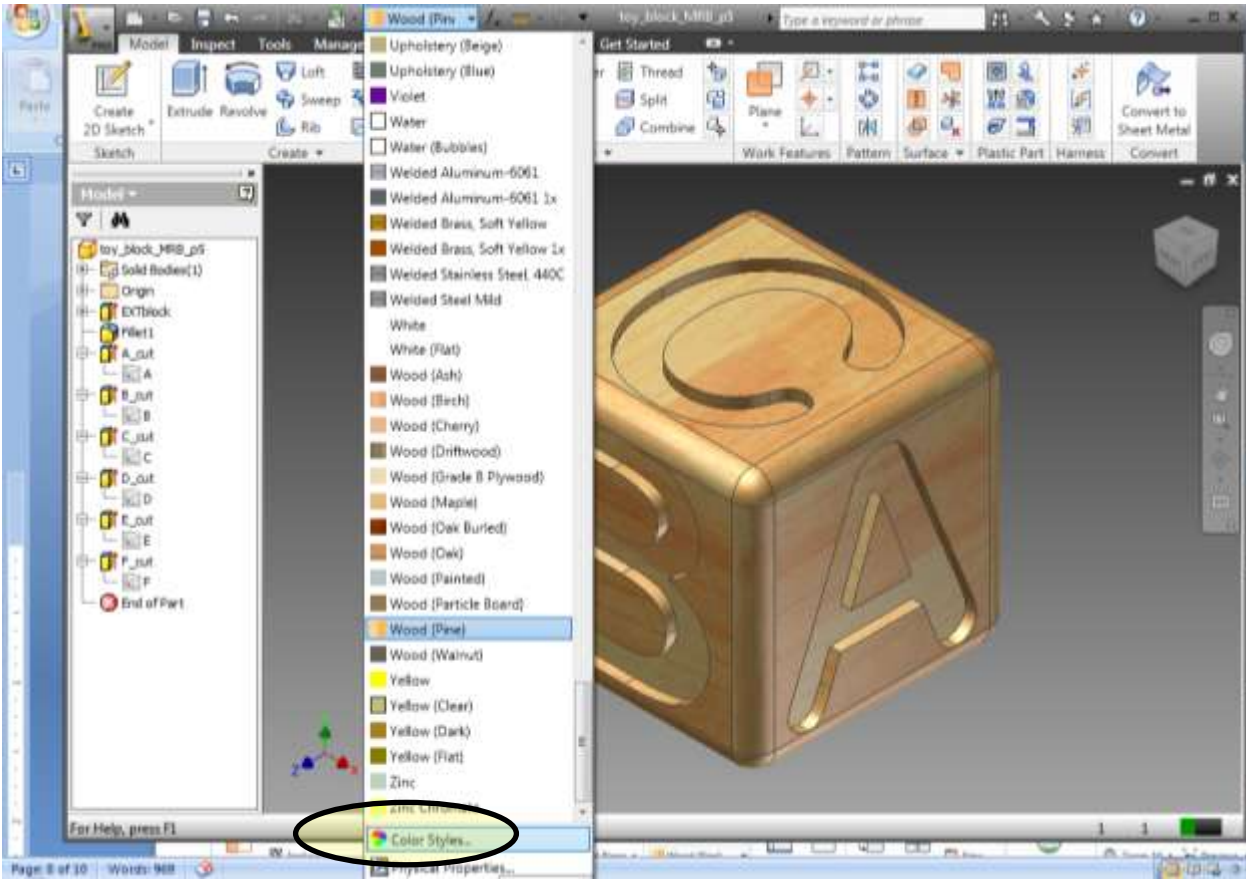 Wood (Pin
toy_block_MRB_p5
Type a keyword or phrase
PRO
Model Inspect Tools Manage Get Started
Paste
Create 2D Sketch
Extrude Revolve
Loft
Sweep
Rib
Thread
Split
Combine
Plane
Convert to Sheet Metal
Sketch Create Work Features Pattern Surface Plastic Part Harness Convert
Model
toy_block_MRB_p5
Solid Bodies(1)
Origin
EXTblock
Fillet1
A_cut
A
B_cut
B
C_cut
C
D_cut
D
E_cut
E
F_cut
F
End of Part
Upholstery (Beige)
Upholstery (Blue)
Violet
Water
Water (Bubbles)
Welded Aluminum-6061
Welded Aluminum-6061 1x
Welded Brass, Soft Yellow
Welded Brass, Soft Yellow 1x
Welded Stainless Steel, 440C
Welded Steel Mild
White
White (Flat)
Wood (Ash)
Wood (Birch)
Wood (Cherry)
Wood (Driftwood)
Wood (Grade B Plywood)
Wood (Maple)
Wood (Oak Burled)
Wood (Oak)
Wood (Painted)
Wood (Particle Board)
Wood (Pine)
Wood (Walnut)
Yellow
Yellow (Clear)
Yellow (Dark)
Yellow (Flat)
Zinc
Color Styles...
Physical Properties...
C
B
A
Z
X
For Help, press F1
1 1
Page: 8 of 10 Words: 968